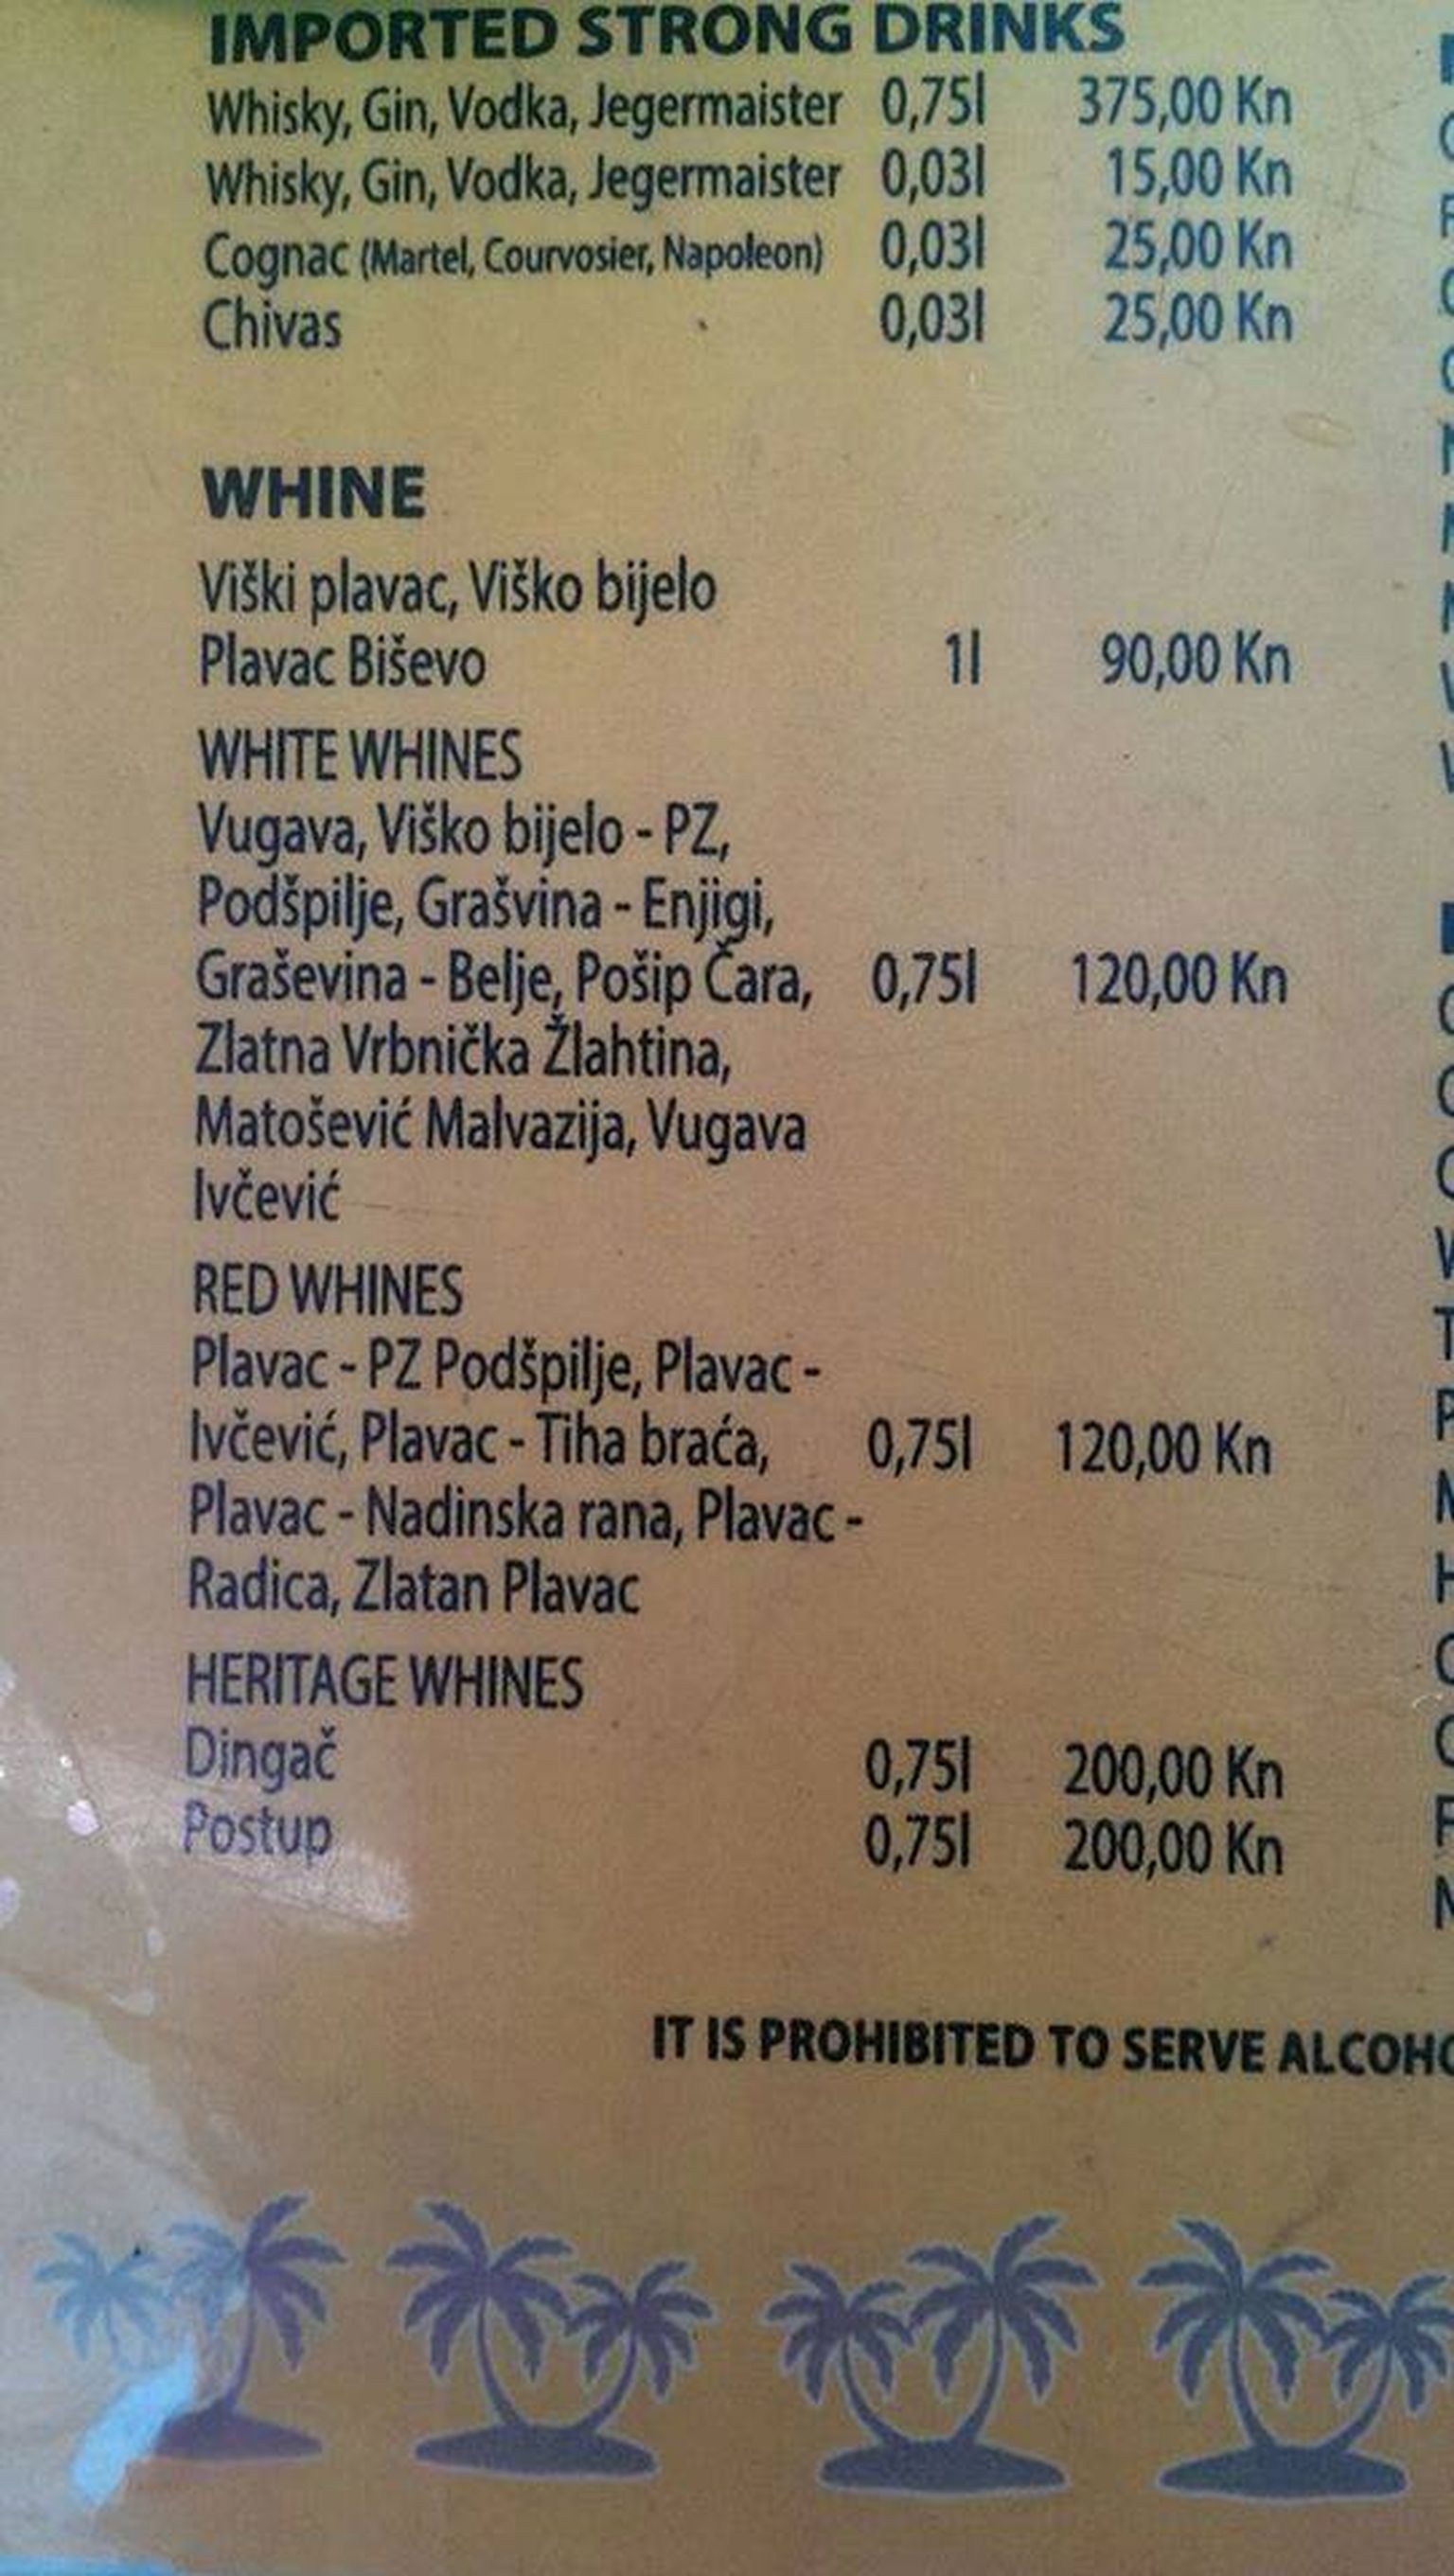 IMPORTED STRONG DRINKS
Whisky, Gin, Vodka, Jegermaister 0,75l 375,00 Kn
Whisky, Gin, Vodka, Jegermaister 0,03l 15,00 Kn
Cognac (Martel, Courvosier, Napoleon) 0,03l 25,00 Kn
Chivas 0,03l 25,00 Kn
WHINE
Viški plavac, Viško bijelo
Plavac Biševo 1l 90,00 Kn
WHITE WHINES
Vugava, Viško bijelo - PZ,
Podšpilje, Grašvina - Enjigi,
Graševina - Belje, Pošip Čara, 0,75l 120,00 Kn
Zlatna Vrbnička Žlahtina,
Matošević Malvazija, Vugava
Ivčević
RED WHINES
Plavac - PZ Podšpilje, Plavac -
Ivčević, Plavac - Tiha braća, 0,75l 120,00 Kn
Plavac - Nadinska rana, Plavac -
Radica, Zlatan Plavac
HERITAGE WHINES
Dingač 0,75l 200,00 Kn
Postup 0,75l 200,00 Kn
IT IS PROHIBITED TO SERVE